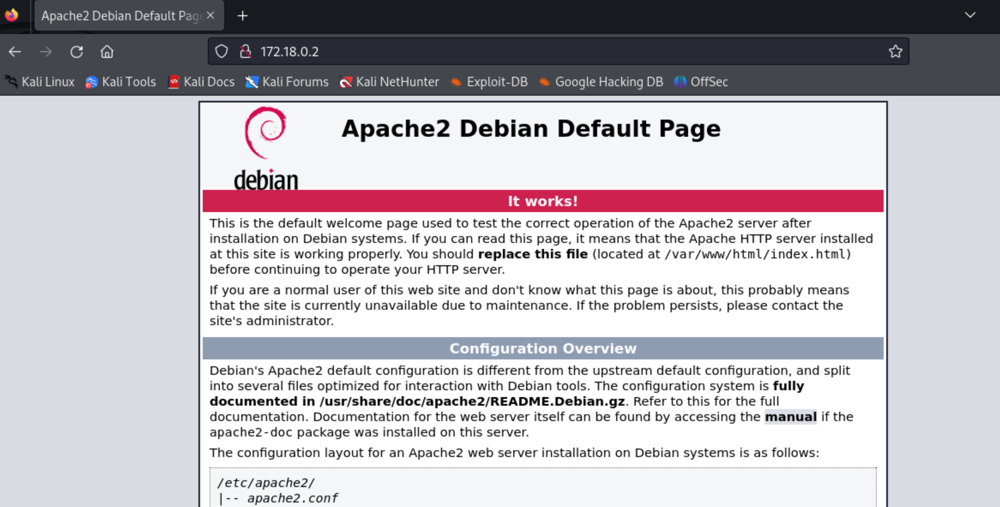 Apache2 Debian Default Pag
172.18.0.2
Kali Linux Kali Tools Kali Docs Kali Forums Kali NetHunter Exploit-DB Google Hacking DB OffSec
debian
Apache2 Debian Default Page
It works!
This is the default welcome page used to test the correct operation of the Apache2 server after
installation on Debian systems. If you can read this page, it means that the Apache HTTP server installed
at this site is working properly. You should replace this file (located at /var/www/html/index.html)
before continuing to operate your HTTP server.
If you are a normal user of this web site and don't know what this page is about, this probably means
that the site is currently unavailable due to maintenance. If the problem persists, please contact the
site's administrator.
Configuration Overview
Debian's Apache2 default configuration is different from the upstream default configuration, and split
into several files optimized for interaction with Debian tools. The configuration system is fully
documented in /usr/share/doc/apache2/README.Debian.gz. Refer to this for the full
documentation. Documentation for the web server itself can be found by accessing the manual if the
apache2-doc package was installed on this server.
The configuration layout for an Apache2 web server installation on Debian systems is as follows:
/etc/apache2/
|-- apache2.conf